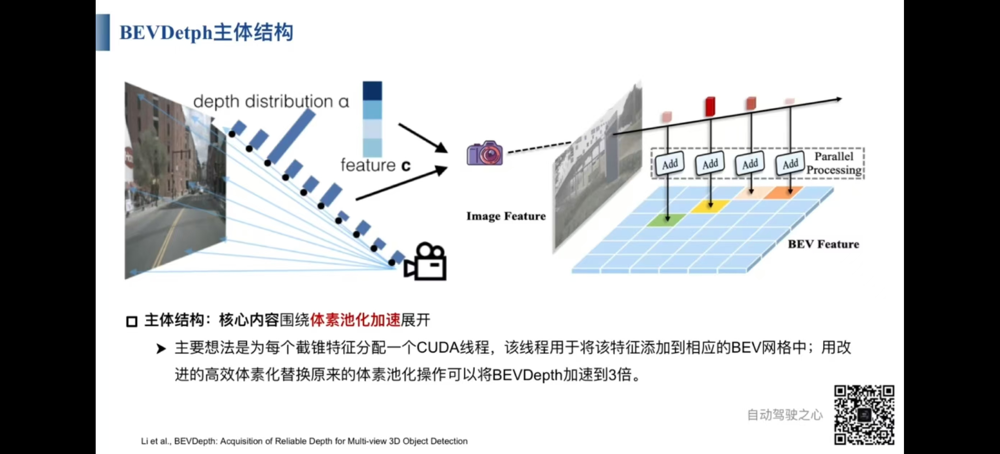 BEVDetph主体结构
depth distribution α
feature c
Image Feature
Add
Add
Add
Add
Parallel
Processing
BEV Feature
主体结构：核心内容围绕体素池化加速展开
主要想法是为每个截锥特征分配一个CUDA线程，该线程用于将该特征添加到相应的BEV网格中；用改
进的高效体素化替换原来的体素池化操作可以将BEVDepth加速到3倍。
自动驾驶之心
Li et al., BEVDepth: Acquisition of Reliable Depth for Multi-view 3D Object Detection